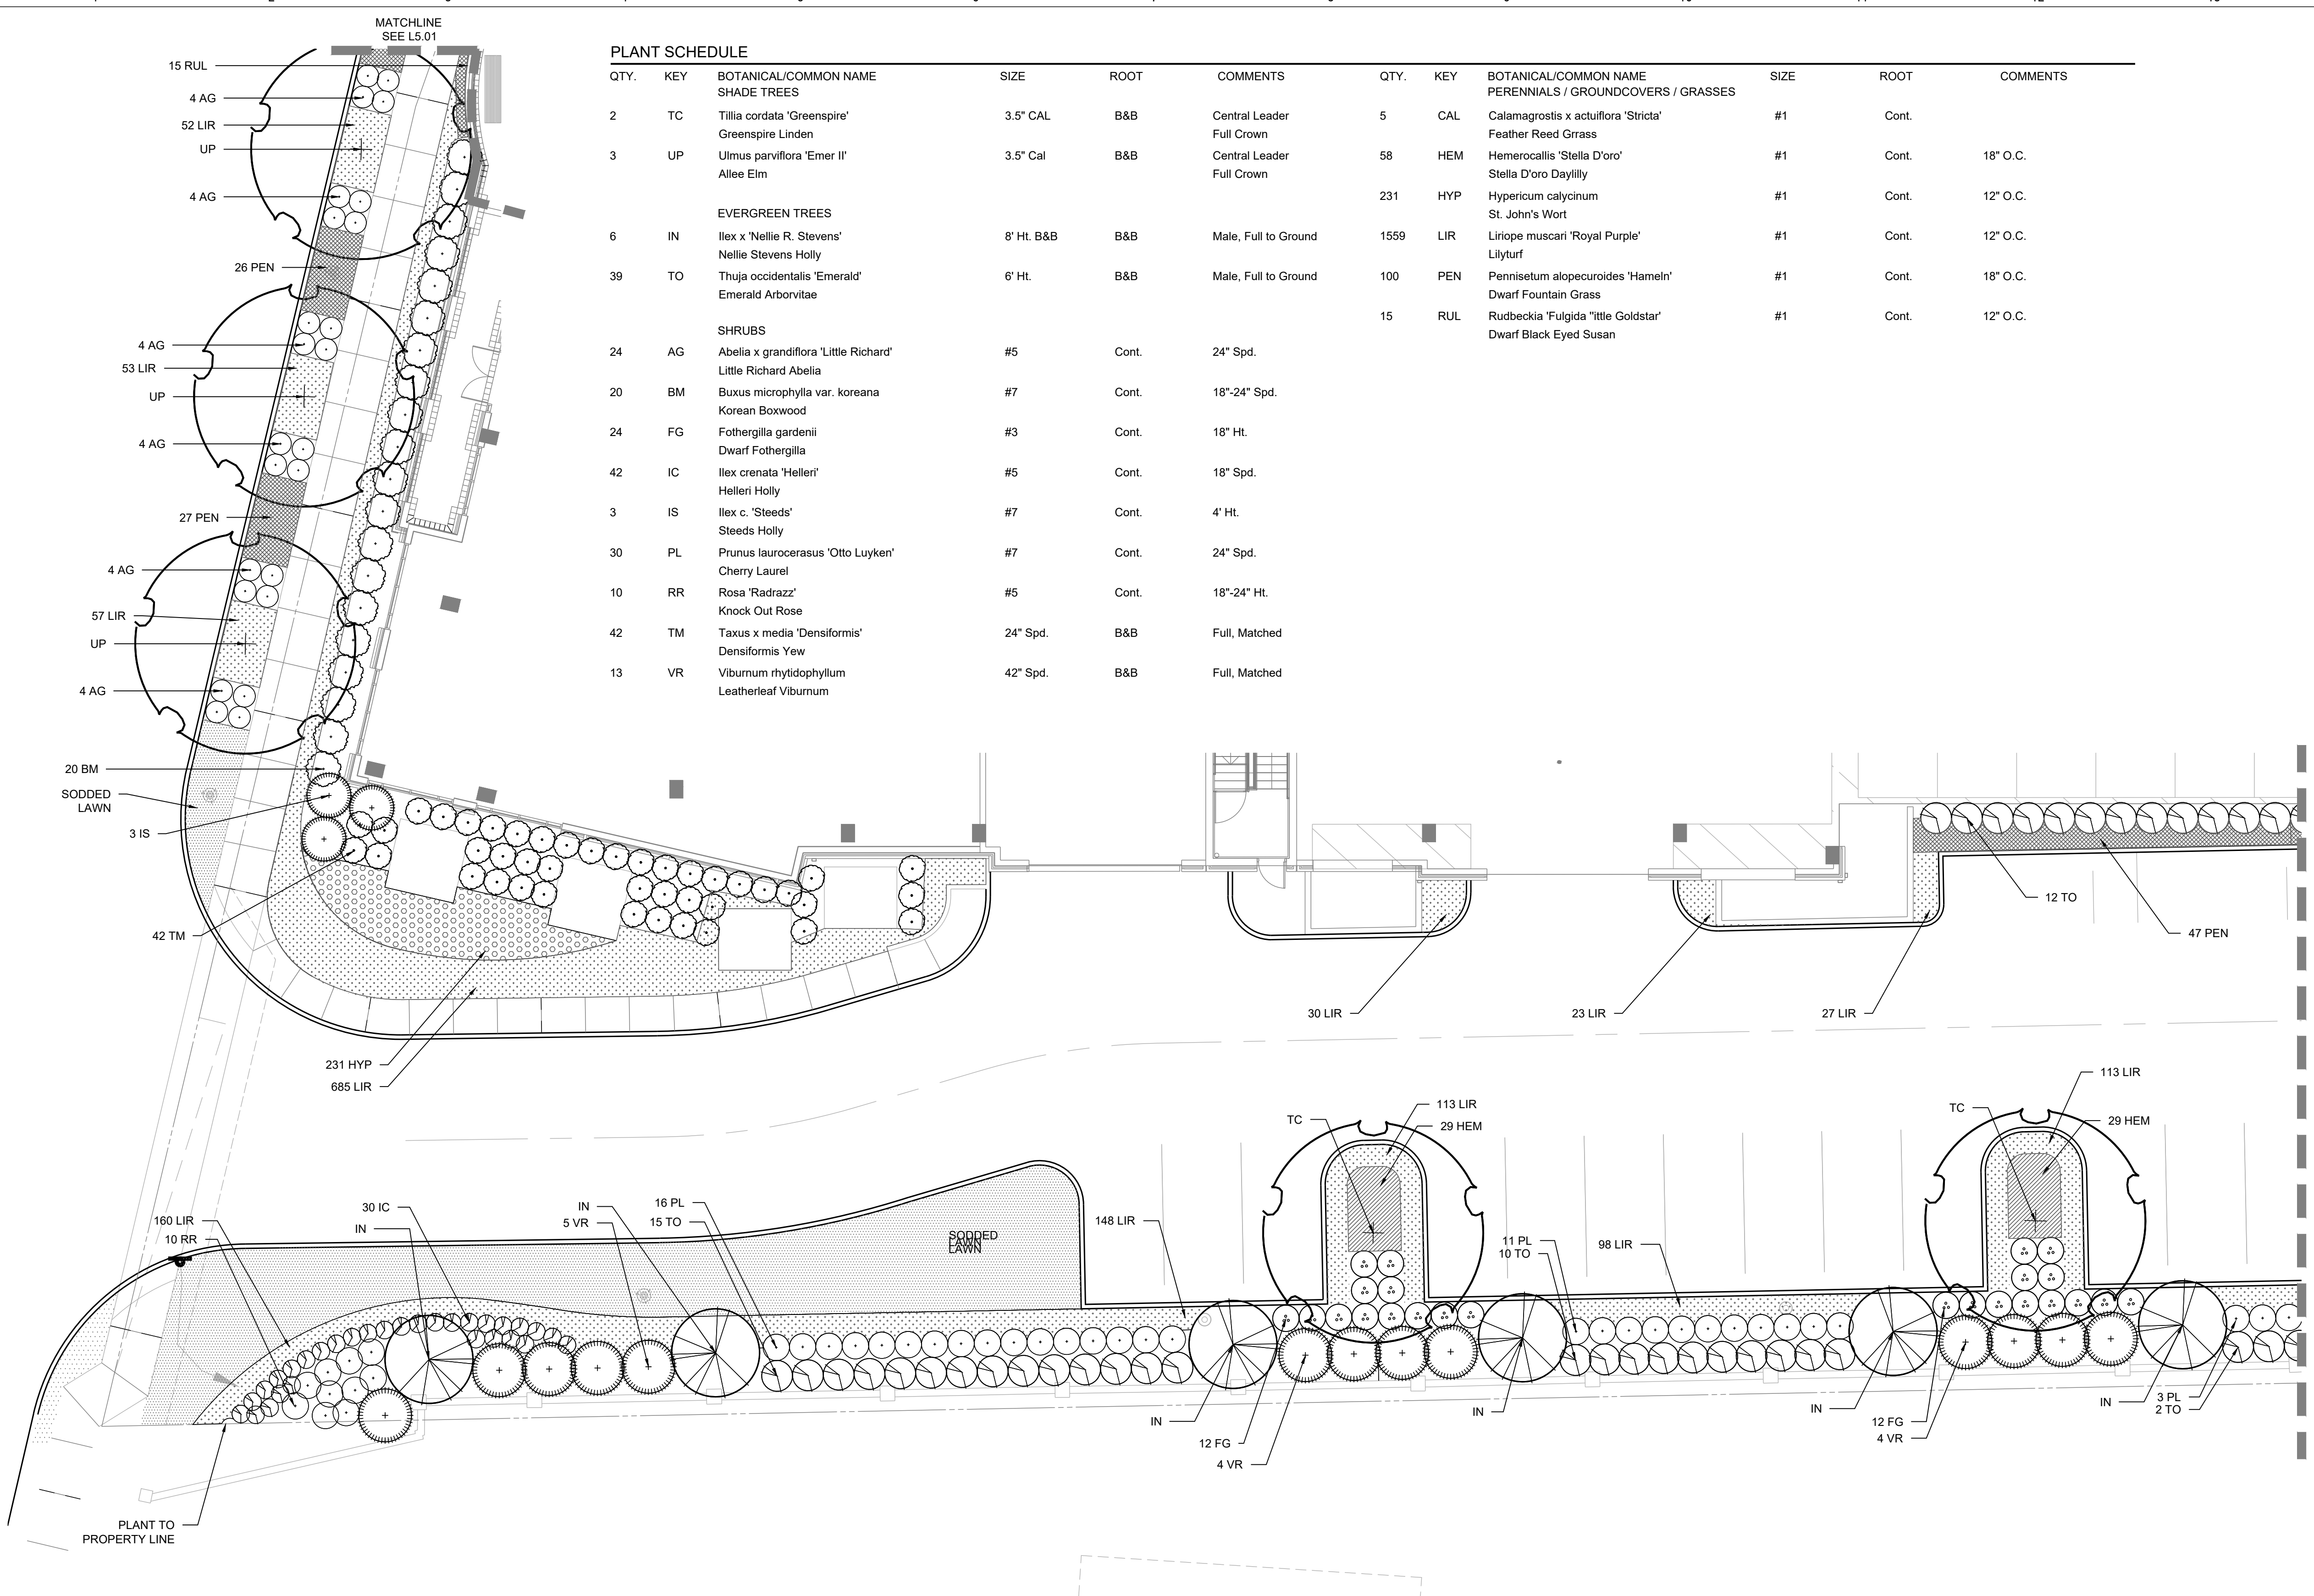 MATCHLINE
SEE L5.01
PLANT SCHEDULE
QTY. KEY BOTANICAL/COMMON NAME SIZE ROOT COMMENTS
SHADE TREES
2 TC Tillia cordata 'Greenspire' 3.5" CAL B&B Central Leader
Greenspire Linden Full Crown
3 UP Ulmus parviflora 'Emer II' 3.5" Cal B&B Central Leader
Allee Elm Full Crown
EVERGREEN TREES
6 IN Ilex x 'Nellie R. Stevens' 8' Ht. B&B B&B Male, Full to Ground
Nellie Stevens Holly
39 TO Thuja occidentalis 'Emerald' 6' Ht. B&B Male, Full to Ground
Emerald Arborvitae
SHRUBS
24 AG Abelia x grandiflora 'Little Richard' #5 Cont. 24" Spd.
Little Richard Abelia
20 BM Buxus microphylla var. koreana #7 Cont. 18"-24" Spd.
Korean Boxwood
24 FG Fothergilla gardenii #3 Cont. 18" Ht.
Dwarf Fothergilla
42 IC Ilex crenata 'Helleri' #5 Cont. 18" Spd.
Helleri Holly
3 IS Ilex c. 'Steeds' #7 Cont. 4' Ht.
Steeds Holly
30 PL Prunus laurocerasus 'Otto Luyken' #7 Cont. 24" Spd.
Cherry Laurel
10 RR Rosa 'Radrazz' #5 Cont. 18"-24" Ht.
Knock Out Rose
42 TM Taxus x media 'Densiformis' 24" Spd. B&B Full, Matched
Densiformis Yew
13 VR Viburnum rhytidophyllum 42" Spd. B&B Full, Matched
Leatherleaf Viburnum
QTY. KEY BOTANICAL/COMMON NAME SIZE ROOT COMMENTS
PERENNIALS / GROUNDCOVERS / GRASSES
5 CAL Calamagrostis x actuiflora 'Stricta' #1 Cont.
Feather Reed Grrass
58 HEM Hemerocallis 'Stella D'oro' #1 Cont. 18" O.C.
Stella D'oro Daylilly
231 HYP Hypericum calycinum #1 Cont. 12" O.C.
St. John's Wort
1559 LIR Liriope muscari 'Royal Purple' #1 Cont. 12" O.C.
Lilyturf
100 PEN Pennisetum alopecuroides 'Hameln' #1 Cont. 18" O.C.
Dwarf Fountain Grass
15 RUL Rudbeckia 'Fulgida ''ittle Goldstar' #1 Cont. 12" O.C.
Dwarf Black Eyed Susan
15 RUL
4 AG
52 LIR
UP
4 AG
26 PEN
4 AG
53 LIR
UP
4 AG
27 PEN
4 AG
57 LIR
UP
4 AG
20 BM
SODDED
LAWN
3 IS
42 TM
231 HYP
685 LIR
12 TO
47 PEN
30 LIR
23 LIR
27 LIR
113 LIR
TC
29 HEM
113 LIR
TC
29 HEM
160 LIR
10 RR
30 IC
IN
IN
5 VR
16 PL
15 TO
SODDED
LAWN
LAWN
148 LIR
11 PL
10 TO
98 LIR
IN
12 FG
4 VR
IN
IN
12 FG
4 VR
IN
3 PL
2 TO
PLANT TO
PROPERTY LINE